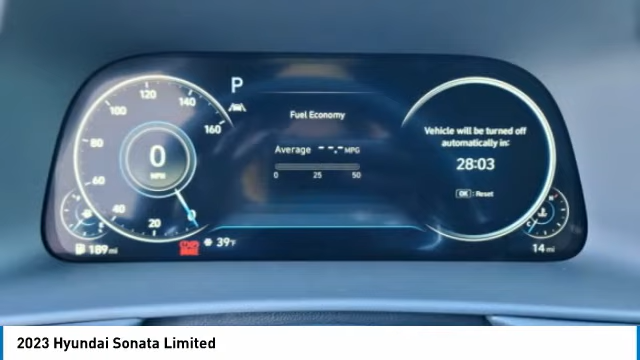 120
100
140
P
80
160
Fuel Economy
Vehicle will be turned off
automatically in:
0
MPH
Average --.- MPG
28:03
0 25 50
60
OK : Reset
40
20
0
189 mi
39°F
14 mi
2023 Hyundai Sonata Limited